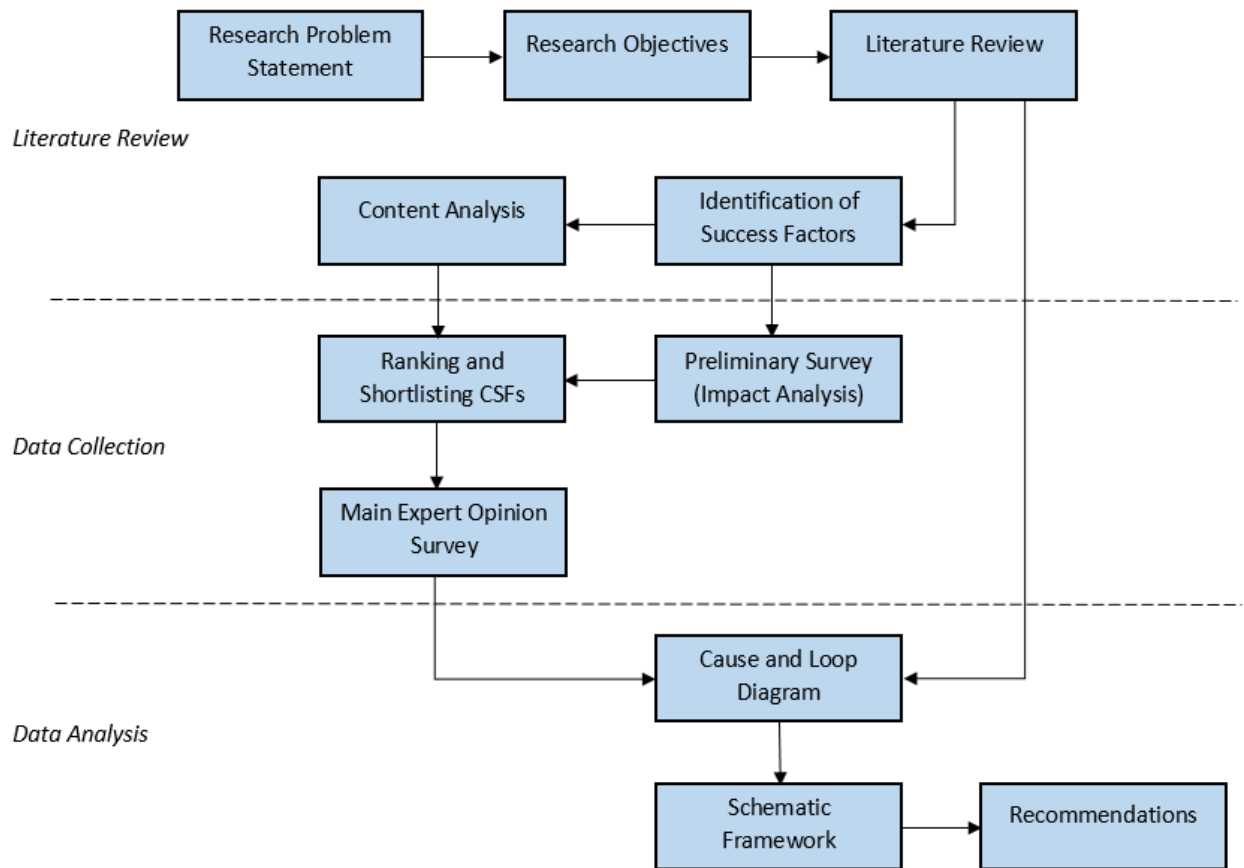 Research Problem
Statement
Research Objectives
Literature Review
Literature Review
Content Analysis
Identification of
Success Factors
Ranking and
Shortlisting CSFs
Preliminary Survey
(Impact Analysis)
Data Collection
Main Expert Opinion
Survey
Cause and Loop
Diagram
Data Analysis
Schematic
Framework
Recommendations